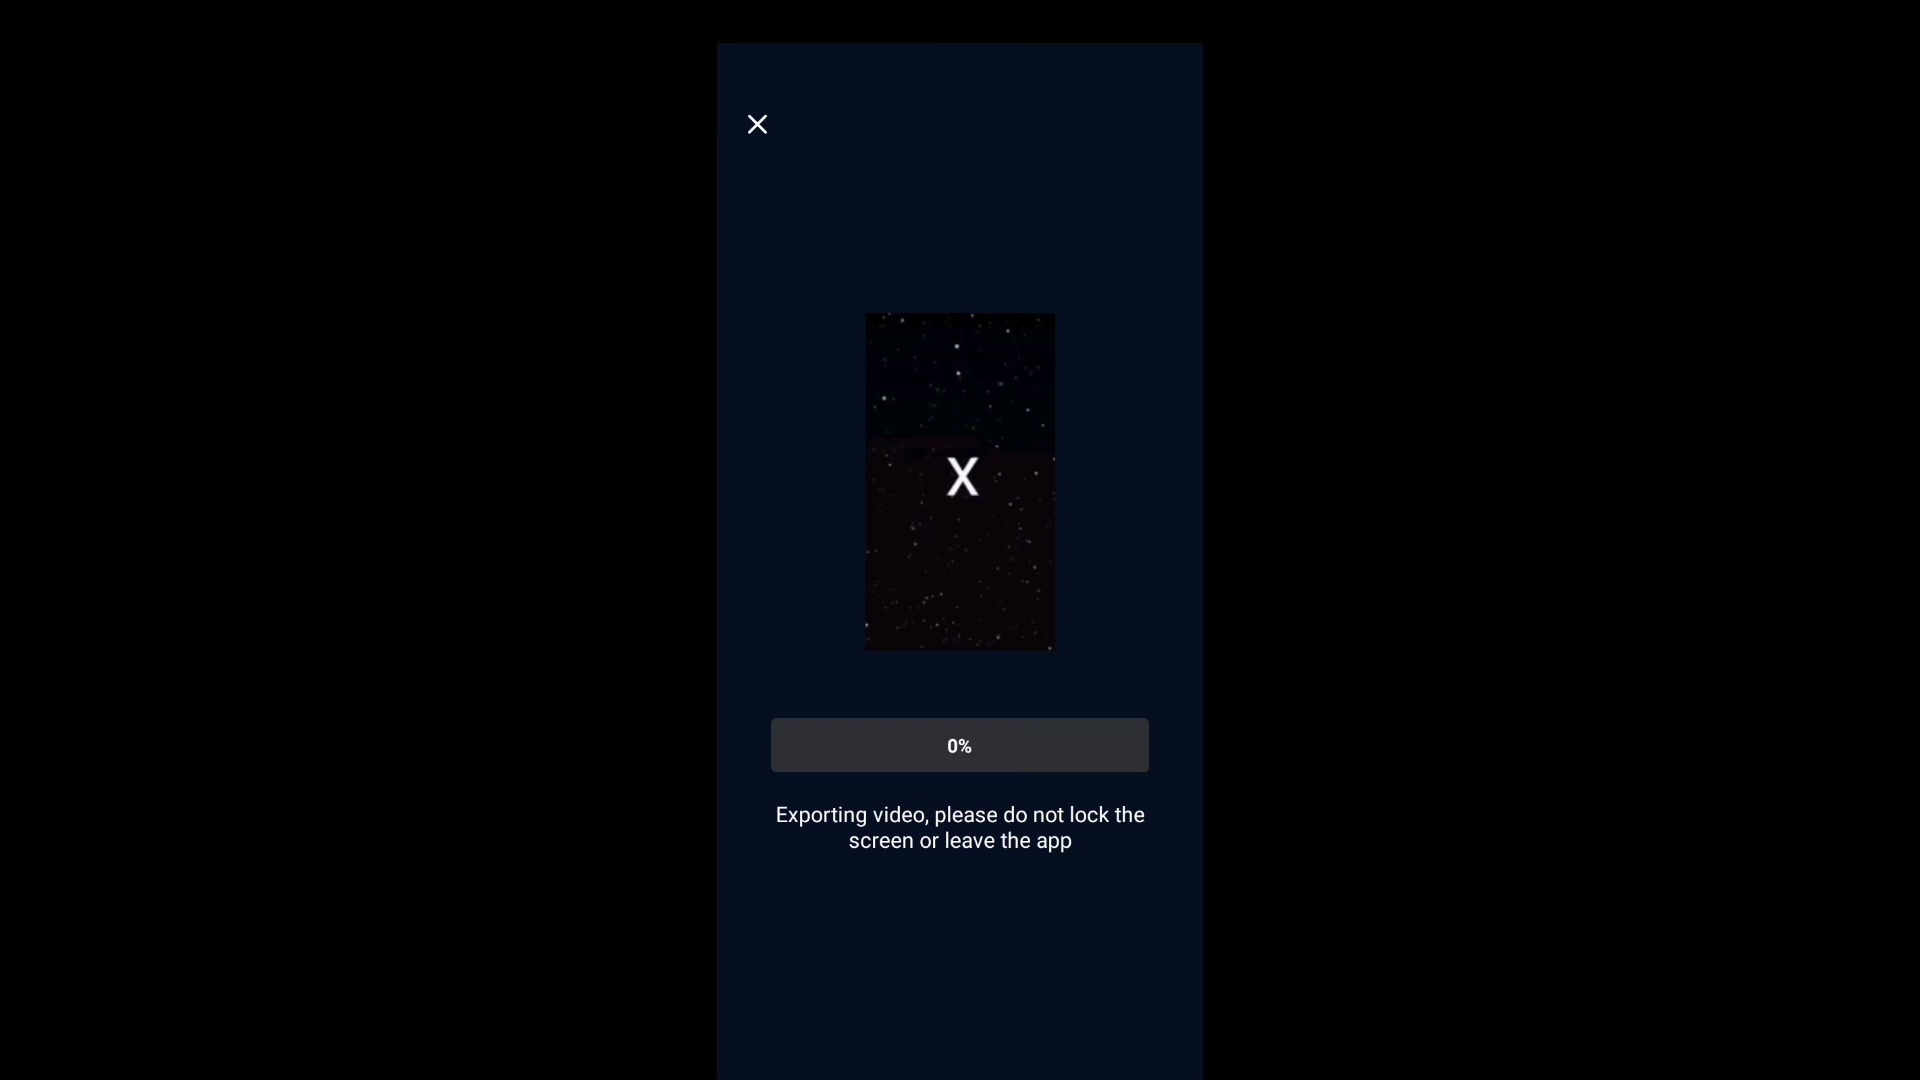 X
0%
Exporting video, please do not lock the
screen or leave the app